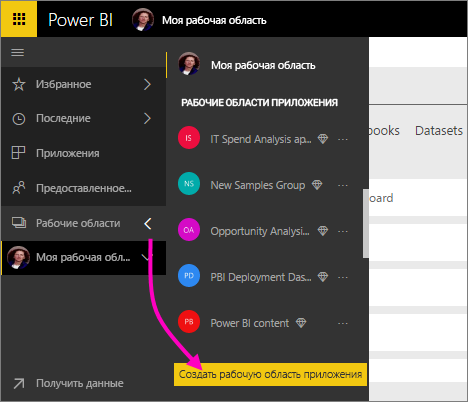 Power BI
Моя рабочая область
Избранное
Последние
Приложения
Предоставленное...
Рабочие области
Моя рабочая обл...
Получить данные
Моя рабочая область
РАБОЧИЕ ОБЛАСТИ ПРИЛОЖЕНИЯ
IS IT Spend Analysis ap... ...
NS New Samples Group ...
OA Opportunity Analysi... ...
PD PBI Deployment Das... ...
PB Power BI content ...
Создать рабочую область приложения
ooks Datasets
oard